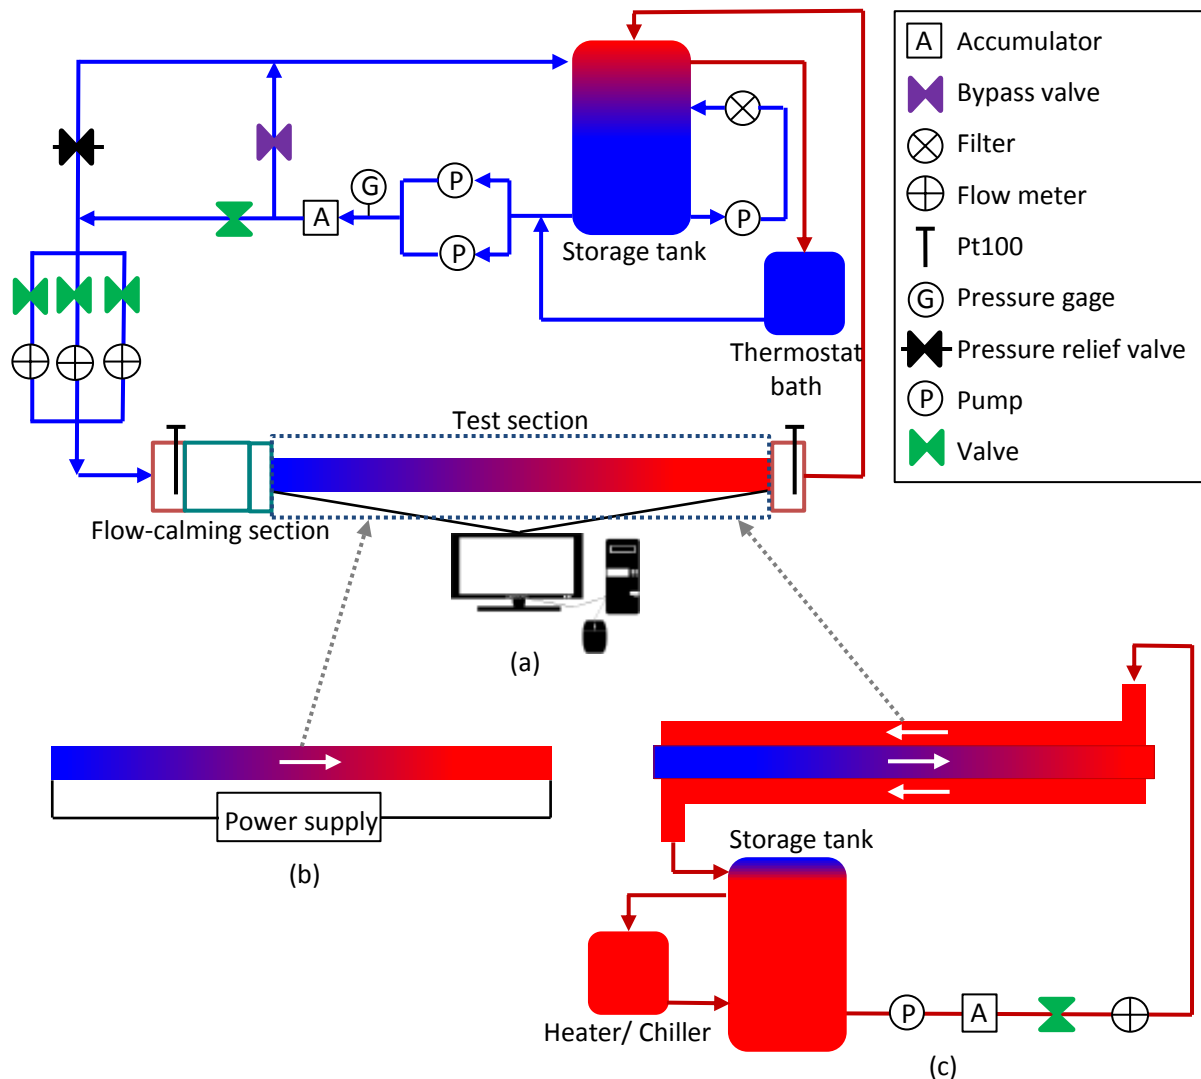 A
Accumulator
Bypass valve
Filter
Flow meter
Pt100
G
Pressure gage
Pressure relief valve
P
Pump
Valve
G
P
A
P
P
Storage tank
Thermostat
bath
Test section
Flow-calming section
(a)
Power supply
(b)
Storage tank
Heater/ Chiller
P
A
(c)